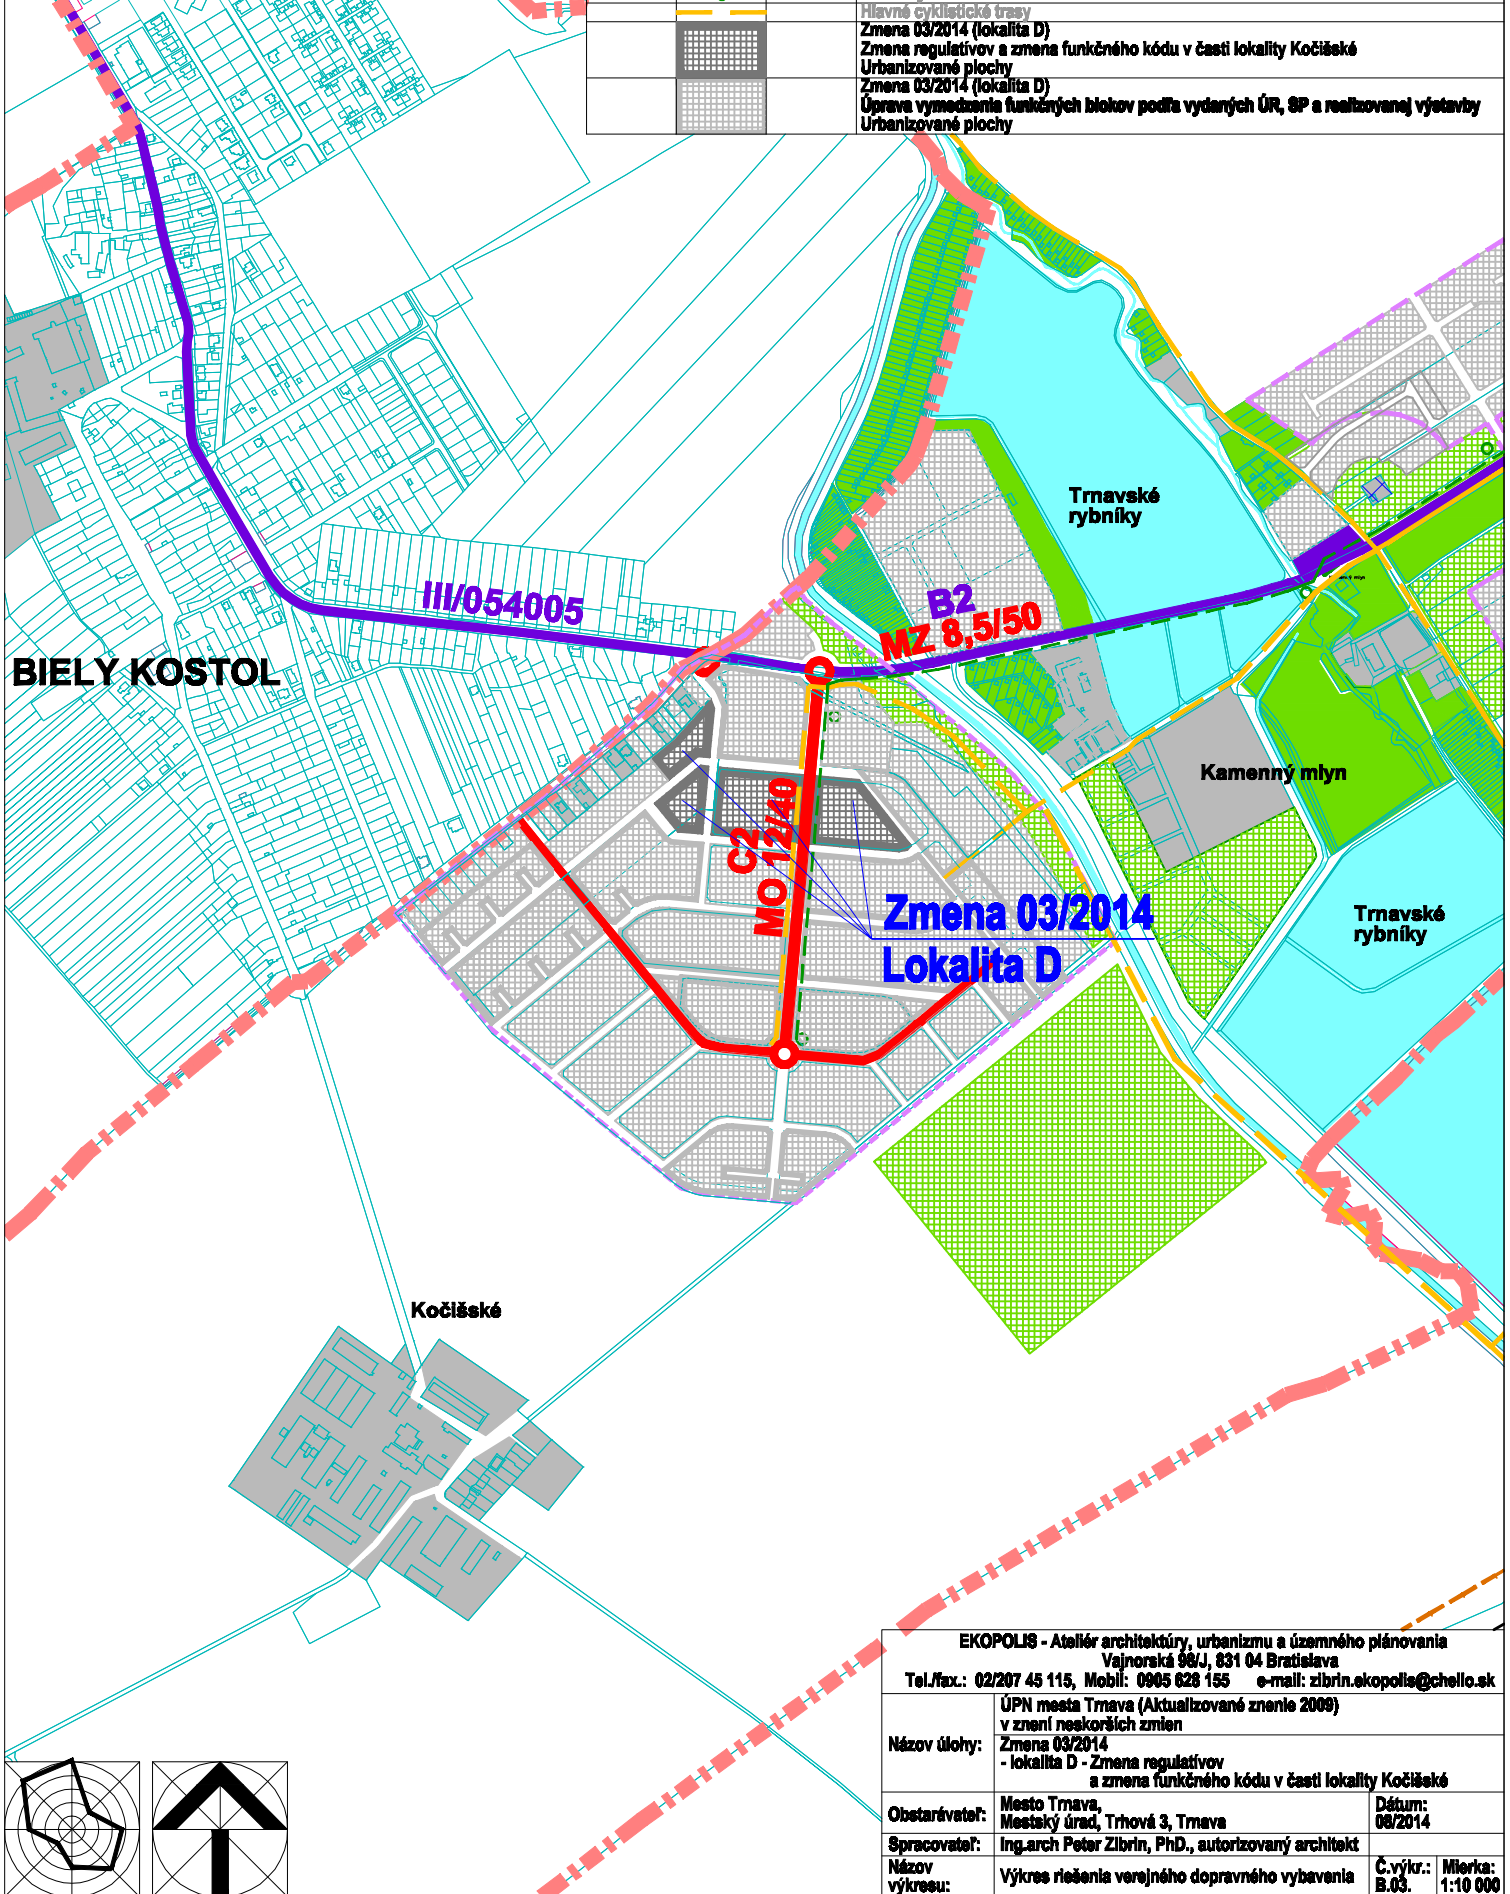 Hlavné cyklistické trasy
Zmena 03/2014 (lokalita D)
Zmena regulatívov a zmena funkčného kódu v časti lokality Kočišské
Urbanizované plochy
Zmena 03/2014 (lokalita D)
Úprava vymedzenia funkčných blokov podľa vydaných ÚR, SP a realizovanej výstavby
Urbanizované plochy
Trnavské
rybníky
III/054005
B2
MZ 8,5/50
BIELY KOSTOL
Kamenný mlyn
C2
MO 12/40
Zmena 03/2014
Lokalita D
Trnavské
rybníky
Kočišské
EKOPOLIS - Ateliér architektúry, urbanizmu a územného plánovania
Vajnorská 98/J, 831 04 Bratislava
Tel./fax.: 02/207 45 115, Mobil: 0905 628 155 e-mail: zibrin.ekopolis@chello.sk
Názov úlohy:
ÚPN mesta Trnava (Aktualizované znenie 2009)
v znení neskorších zmien
Zmena 03/2014
- lokalita D - Zmena regulatívov
a zmena funkčného kódu v časti lokality Kočišské
Obstarávateľ:
Mesto Trnava,
Mestský úrad, Trhová 3, Trnava
Dátum:
08/2014
Spracovateľ:
Ing.arch Peter Zibrin, PhD., autorizovaný architekt
Názov
výkresu:
Výkres riešenia verejného dopravného vybavenia
Č.výkr.:
B.03.
Mierka:
1:10 000